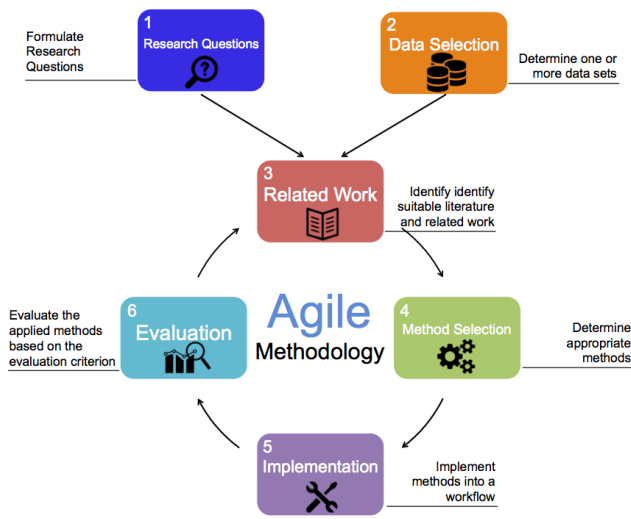 1
Research Questions
Formulate
Research
Questions
2
Data Selection
Determine one or
more data sets
3
Related Work
Identify identify
suitable literature
and related work
4
Method Selection
Determine
appropriate
methods
5
Implementation
Implement
methods into a
workflow
6
Evaluation
Evaluate the
applied methods
based on the
evaluation criterion
Agile
Methodology